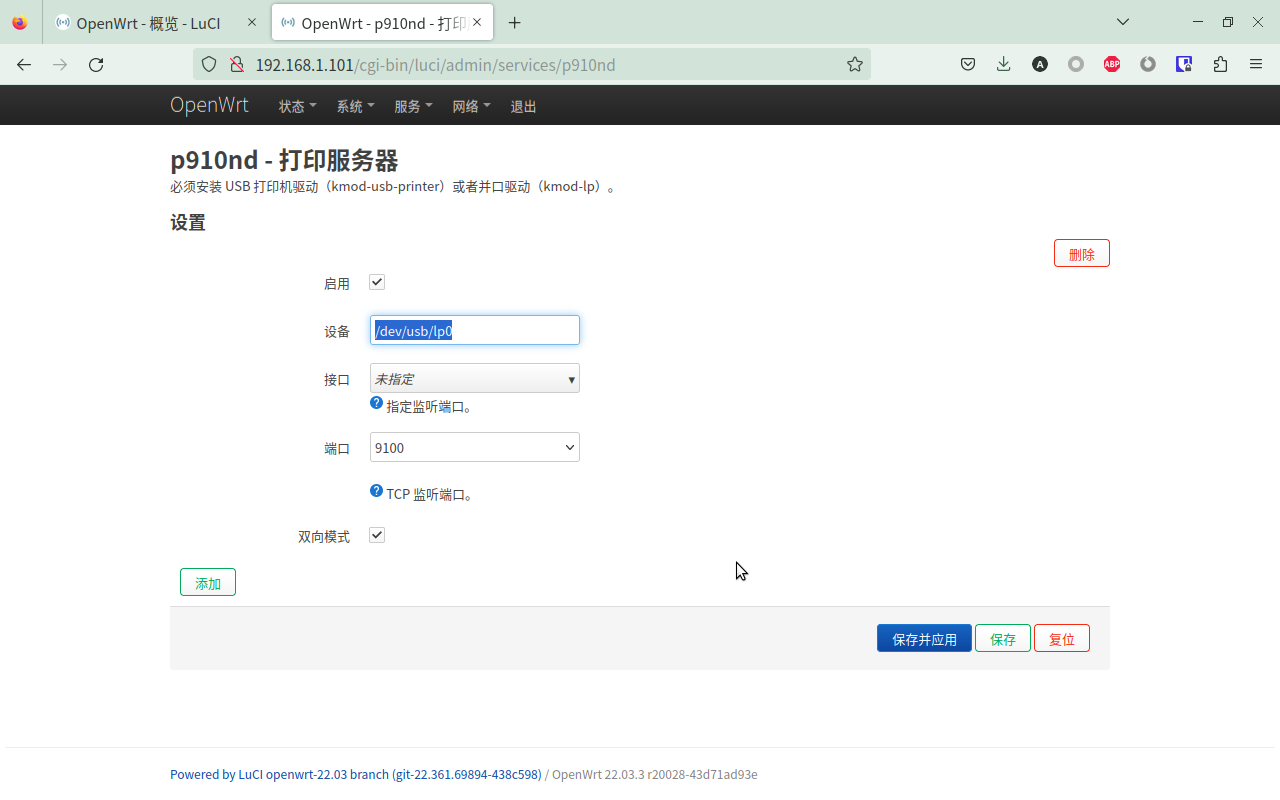 OpenWrt - 概览 - LuCI
OpenWrt - p910nd - 打印
192.168.1.101/cgi-bin/luci/admin/services/p910nd
A
ABP
OpenWrt 状态 系统 服务 网络 退出
p910nd - 打印服务器
必须安装 USB 打印机驱动（kmod-usb-printer）或者并口驱动（kmod-lp）。
设置
删除
启用
设备 /dev/usb/lp0
接口 未指定
指定监听端口。
端口 9100
TCP 监听端口。
双向模式
添加
保存并应用 保存 复位
Powered by LuCI openwrt-22.03 branch (git-22.361.69894-438c598) / OpenWrt 22.03.3 r20028-43d71ad93e